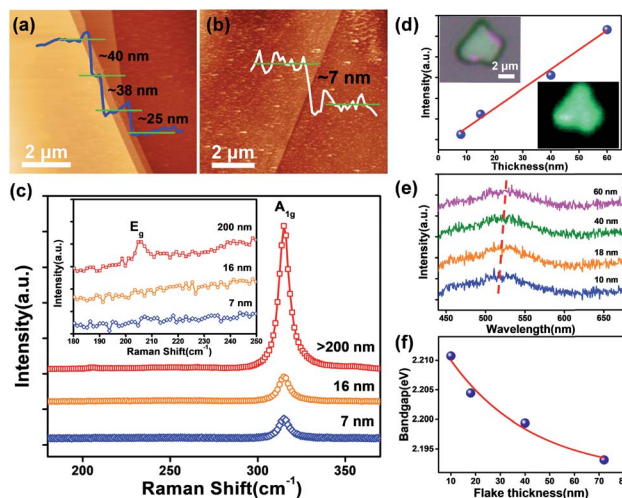 (a)
~40 nm
~38 nm
~25 nm
2 μm
(b)
~7 nm
2 μm
(c)
Intensity(a.u.)
Raman Shift(cm⁻¹)
200
250
300
350
A1g
>200 nm
16 nm
7 nm
Intensity(a.u.)
Raman Shift(cm⁻¹)
180
190
200
210
220
230
240
250
Eg
200 nm
16 nm
7 nm
(d)
Intensity(a.u.)
2 μm
0
10
20
30
40
50
60
Thickness(nm)
(e)
Intensity(a.u.)
60 nm
40 nm
18 nm
10 nm
450
500
550
600
650
Wavelength(nm)
(f)
Bandgap(eV)
2.210
2.205
2.200
2.195
10
20
30
40
50
60
70
80
Flake thickness(nm)